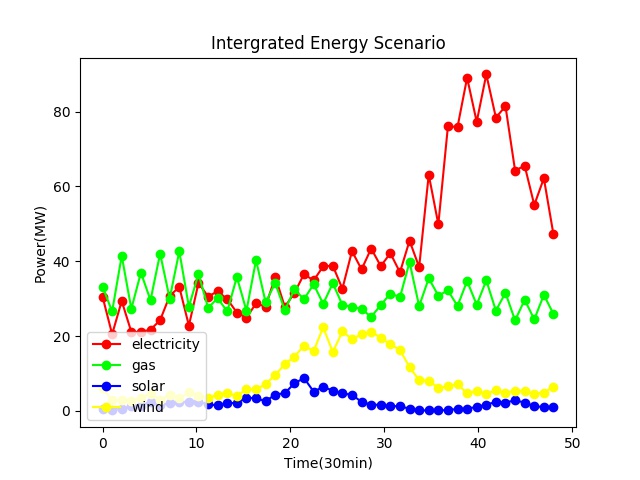 Intergrated Energy Scenario
Power(MW)
80
60
40
20
0
electricity
gas
solar
wind
0 10 20 30 40 50
Time(30min)